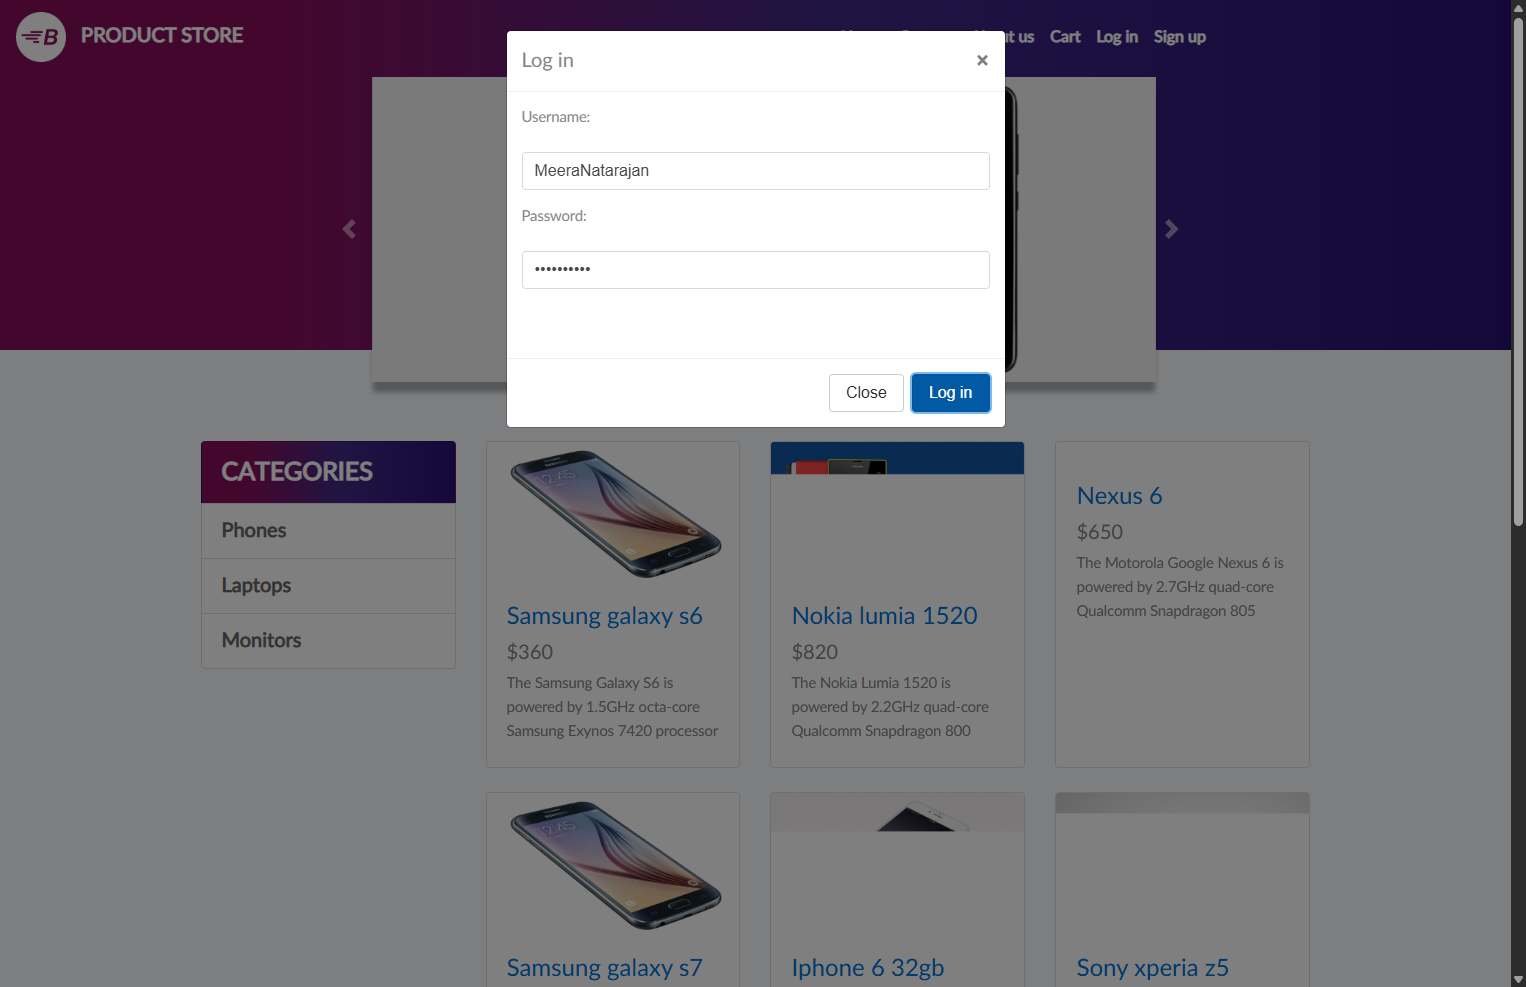 B PRODUCT STORE
ut us Cart Log in Sign up
Log in ×
Username:
MeeraNatarajan
Password:
••••••••••
Close Log in
CATEGORIES
Phones
Laptops
Monitors
Samsung galaxy s6
$360
The Samsung Galaxy S6 is
powered by 1.5GHz octa-core
Samsung Exynos 7420 processor
Nokia lumia 1520
$820
The Nokia Lumia 1520 is
powered by 2.2GHz quad-core
Qualcomm Snapdragon 800
Nexus 6
$650
The Motorola Google Nexus 6 is
powered by 2.7GHz quad-core
Qualcomm Snapdragon 805
12:45
Samsung galaxy s7
Iphone 6 32gb
Sony xperia z5